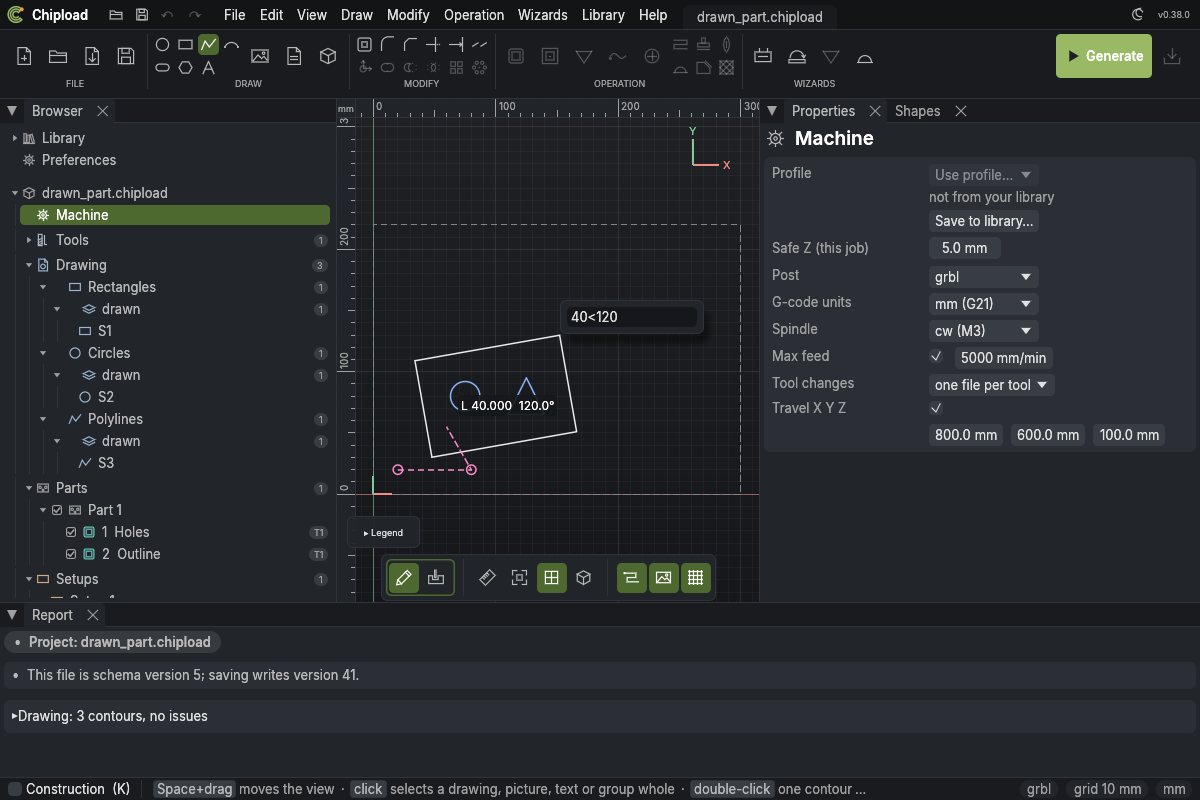 Chipload
File Edit View Draw Modify Operation Wizards Library Help
drawn_part.chipload
v0.38.0
FILE
DRAW
MODIFY
OPERATION
WIZARDS
Generate
Browser
Library
Preferences
drawn_part.chipload
Machine
Tools 1
Drawing 3
Rectangles 1
drawn 1
S1
Circles 1
drawn 1
S2
Polylines 1
drawn 1
S3
Parts 1
Part 1
1 Holes T1
2 Outline T1
Setups 1
mm
0 100 200 300
3
200
100
0
Y
X
40<120
L 40.000 120.0°
▸ Legend
Properties
Shapes
Machine
Profile Use profile...
not from your library
Save to library...
Safe Z (this job) 5.0 mm
Post grbl
G-code units mm (G21)
Spindle cw (M3)
Max feed 5000 mm/min
Tool changes one file per tool
Travel X Y Z
800.0 mm 600.0 mm 100.0 mm
Report
• Project: drawn_part.chipload
• This file is schema version 5; saving writes version 41.
▸Drawing: 3 contours, no issues
Construction (K)
Space+drag moves the view · click selects a drawing, picture, text or group whole · double-click one contour ...
grbl
grid 10 mm
mm